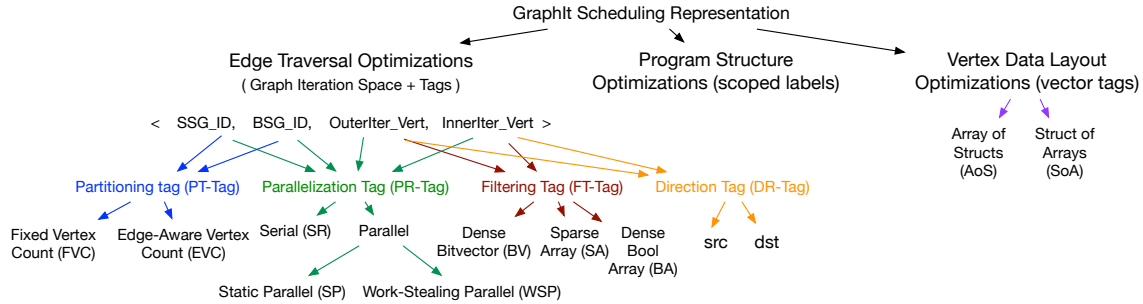 GraphIt Scheduling Representation
Edge Traversal Optimizations
( Graph Iteration Space + Tags )
Program Structure
Optimizations (scoped labels)
Vertex Data Layout
Optimizations (vector tags)
< SSG_ID, BSG_ID, OuterIter_Vert, InnerIter_Vert >
Array of
Structs
(AoS)
Struct of
Arrays
(SoA)
Partitioning tag (PT-Tag)
Parallelization Tag (PR-Tag)
Filtering Tag (FT-Tag)
Direction Tag (DR-Tag)
Fixed Vertex
Count (FVC)
Edge-Aware Vertex
Count (EVC)
Serial (SR)
Parallel
Dense
Bitvector (BV)
Sparse
Array (SA)
Dense
Bool
Array (BA)
src
dst
Static Parallel (SP)
Work-Stealing Parallel (WSP)